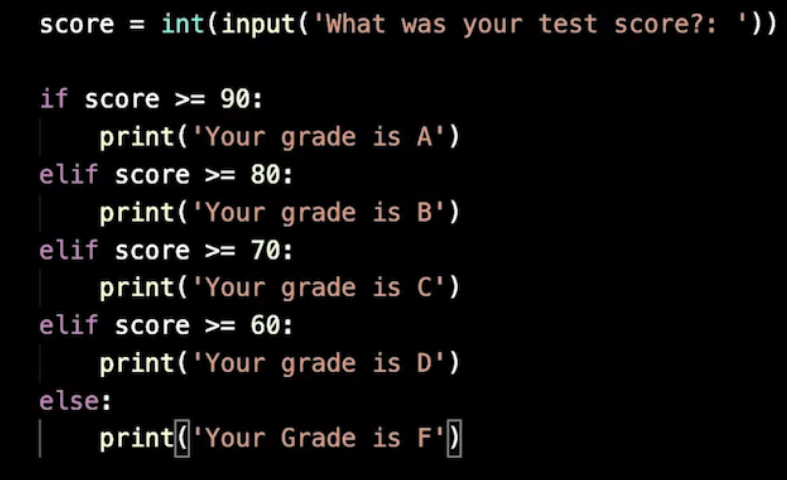 score = int(input('What was your test score?: '))
if score >= 90:
    print('Your grade is A')
elif score >= 80:
    print('Your grade is B')
elif score >= 70:
    print('Your grade is C')
elif score >= 60:
    print('Your grade is D')
else:
    print('Your Grade is F')